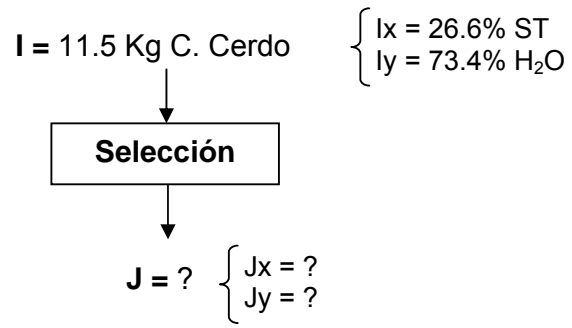 I = 11.5 Kg C. Cerdo
Ix = 26.6% ST
Iy = 73.4% H₂O
Selección
J = ?
Jx = ?
Jy = ?